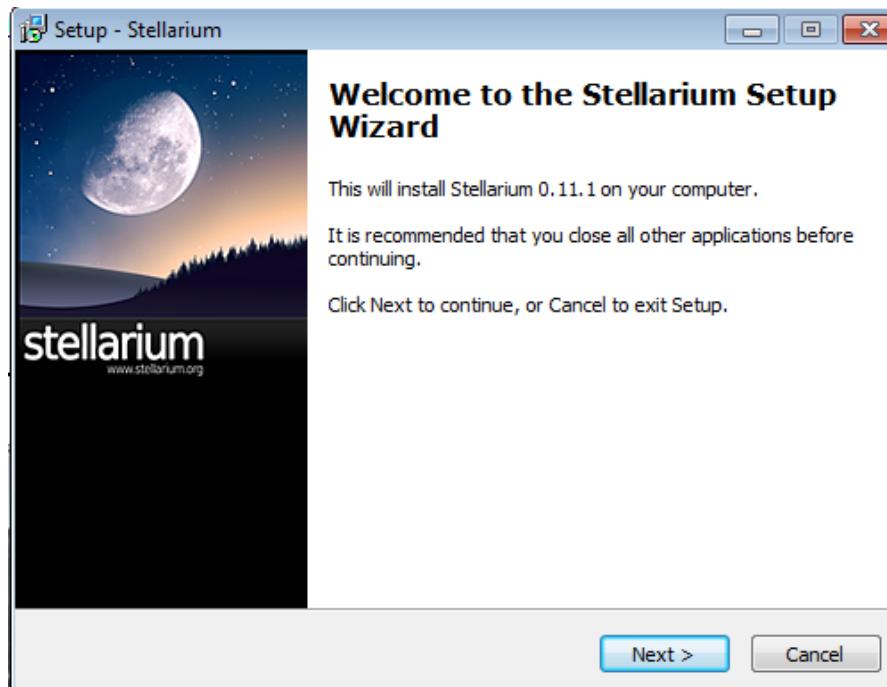 Setup - Stellarium
Welcome to the Stellarium Setup
Wizard
This will install Stellarium 0.11.1 on your computer.
It is recommended that you close all other applications before
continuing.
Click Next to continue, or Cancel to exit Setup.
stellarium
www.stellarium.org
Next >
Cancel